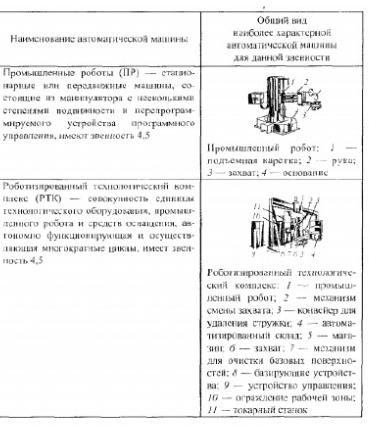 Наименование автоматической машины
Общий вид
наиболее характерной
автоматической машины
для данной звенности
Промышленные роботы (ПР) — стацио-
нарные или передвижные машины, со-
стоящие из манипулятора с несколькими
степенями подвижности и перепрограм-
мируемого устройства программного
управления, имеют звенность 4,5
Промышленный робот: 1 —
подъемная каретка; 2 — рука;
3 — захват; 4 — основание
Роботизированный технологический ком-
плекс (РТК) — совокупность единицы
технологического оборудования, промыш-
ленного робота и средств оснащения, ав-
тономно функционирующая и осуществ-
ляющая многократные циклы, имеет звен-
ность 4,5
Роботизированный технологиче-
ский комплекс: 1 — промыш-
ленный робот; 2 — механизм
смены захвата; 3 — конвейер для
удаления стружки; 4 — автома-
тизированный склад; 5 — мага-
зин; 6 — захват; 7 — механизм
для очистки базовых поверхно-
стей; 8 — базирующие устройст-
ва; 9 — устройство управления;
10 — ограждение рабочей зоны;
11 — токарный станок